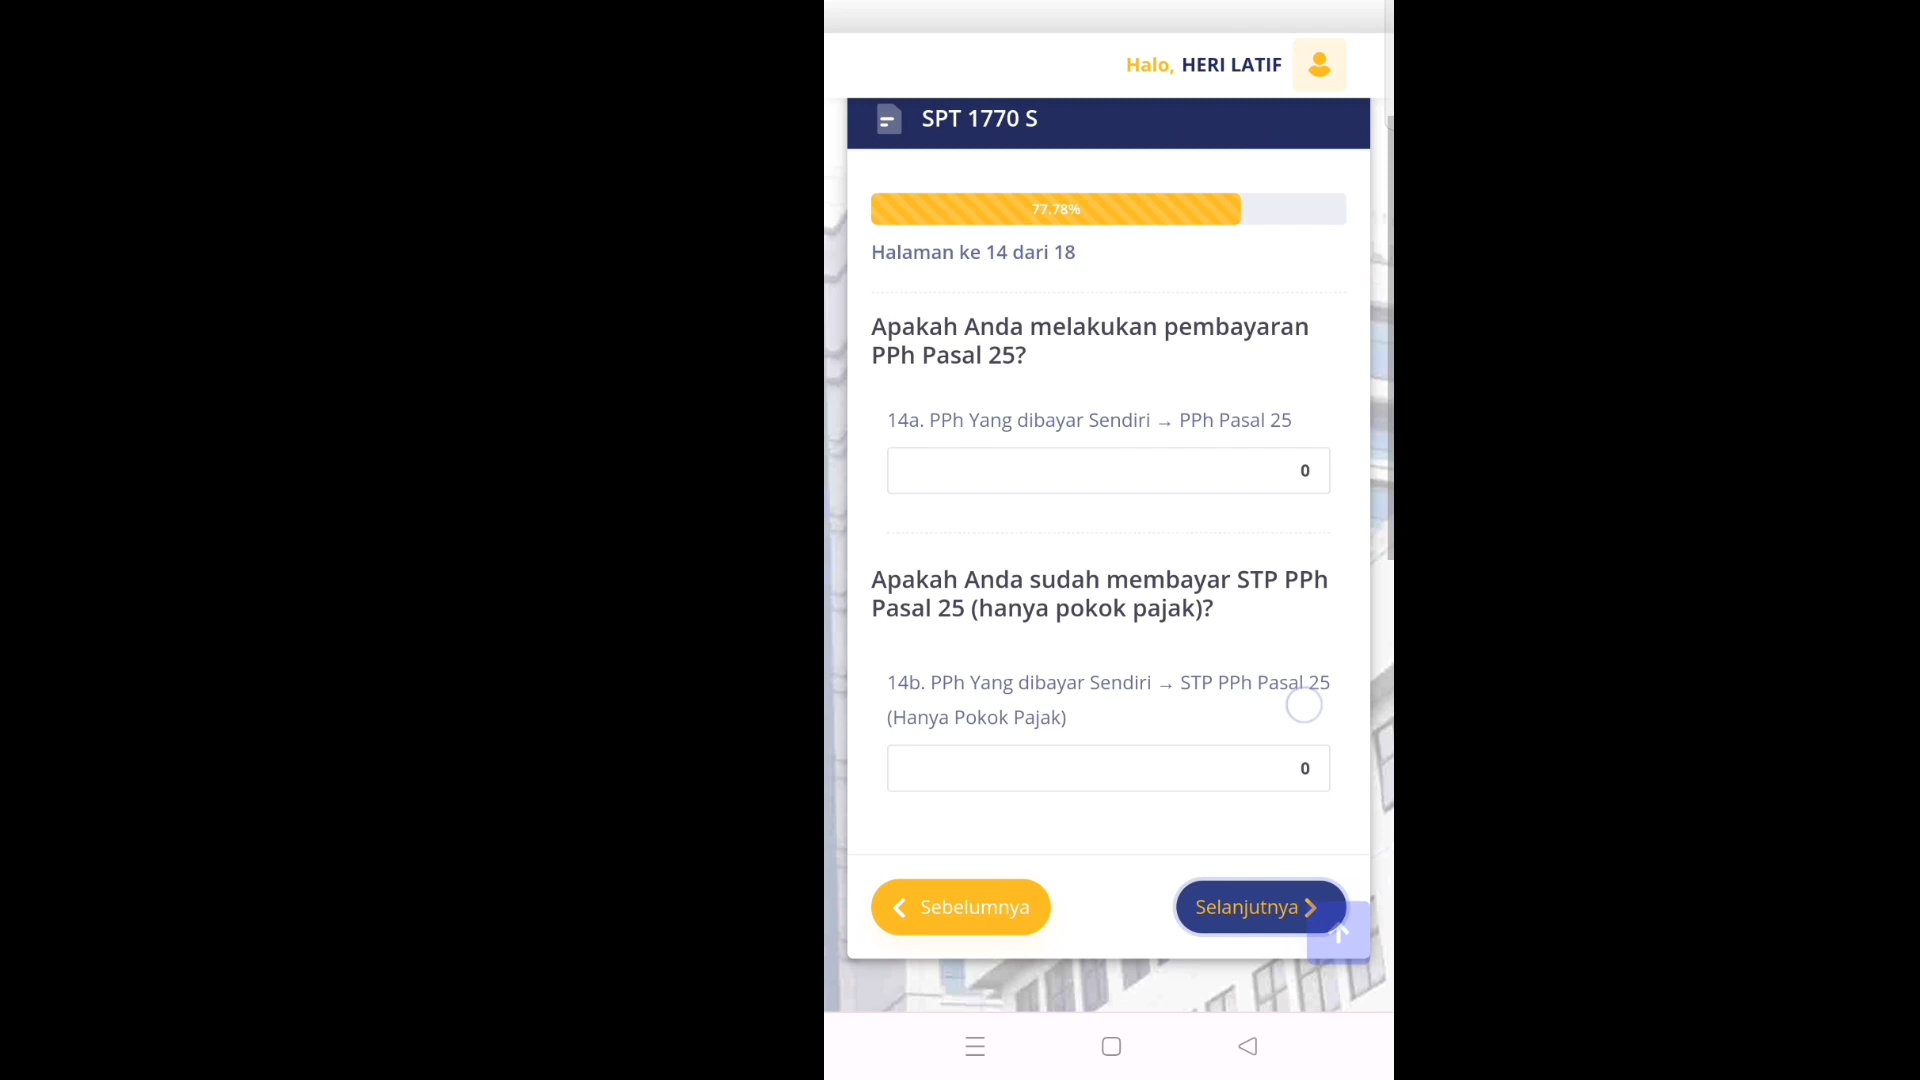 Halo, HERI LATIF
SPT 1770 S
77.78%
Halaman ke 14 dari 18
Apakah Anda melakukan pembayaran
PPh Pasal 25?
14a. PPh Yang dibayar Sendiri → PPh Pasal 25
0
Apakah Anda sudah membayar STP PPh
Pasal 25 (hanya pokok pajak)?
14b. PPh Yang dibayar Sendiri → STP PPh Pasal 25
(Hanya Pokok Pajak)
0
Sebelumnya
Selanjutnya